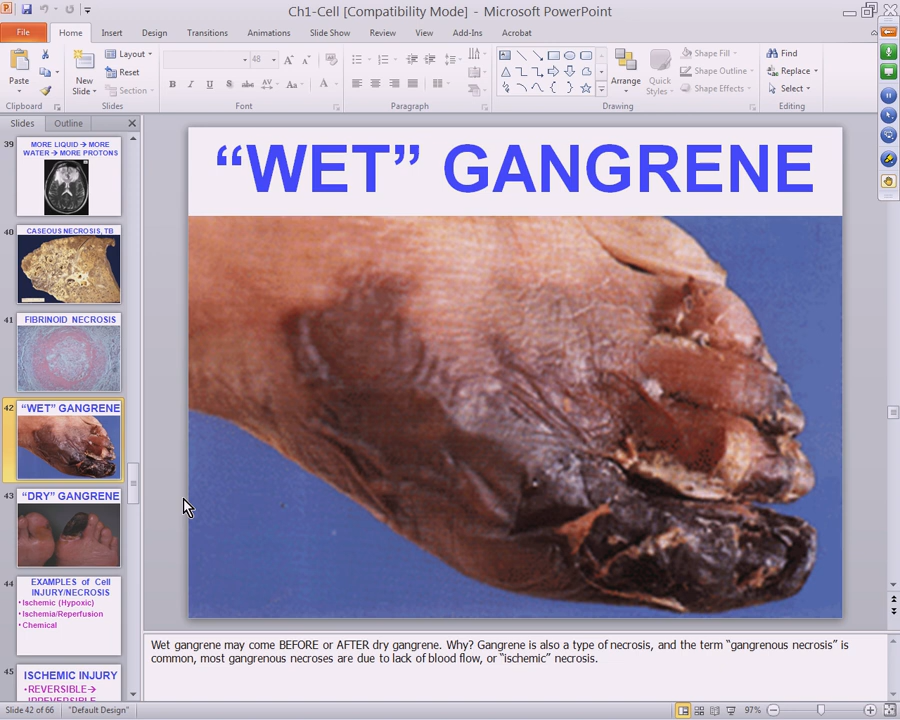 Ch1-Cell [Compatibility Mode] - Microsoft PowerPoint
File Home Insert Design Transitions Animations Slide Show Review View Add-Ins Acrobat
Paste
New Slide
Layout
Reset
Section
48
B I U S abc AV Aa A
Arrange
Quick Styles
Shape Fill
Shape Outline
Shape Effects
Find
Replace
Select
Clipboard Slides Font Paragraph Drawing Editing
Slides Outline
39
MORE LIQUID → MORE
WATER → MORE PROTONS
40
CASEOUS NECROSIS, TB
41
FIBRINOID NECROSIS
42
“WET” GANGRENE
43
“DRY” GANGRENE
44
EXAMPLES of Cell
INJURY/NECROSIS
•Ischemic (Hypoxic)
•Ischemia/Reperfusion
•Chemical
45
ISCHEMIC INJURY
•REVERSIBLE→
IRREVERSIBLE
“WET” GANGRENE
Wet gangrene may come BEFORE or AFTER dry gangrene. Why? Gangrene is also a type of necrosis, and the term “gangrenous necrosis” is
common, most gangrenous necroses are due to lack of blood flow, or “ischemic” necrosis.
Slide 42 of 66 "Default Design" 97%